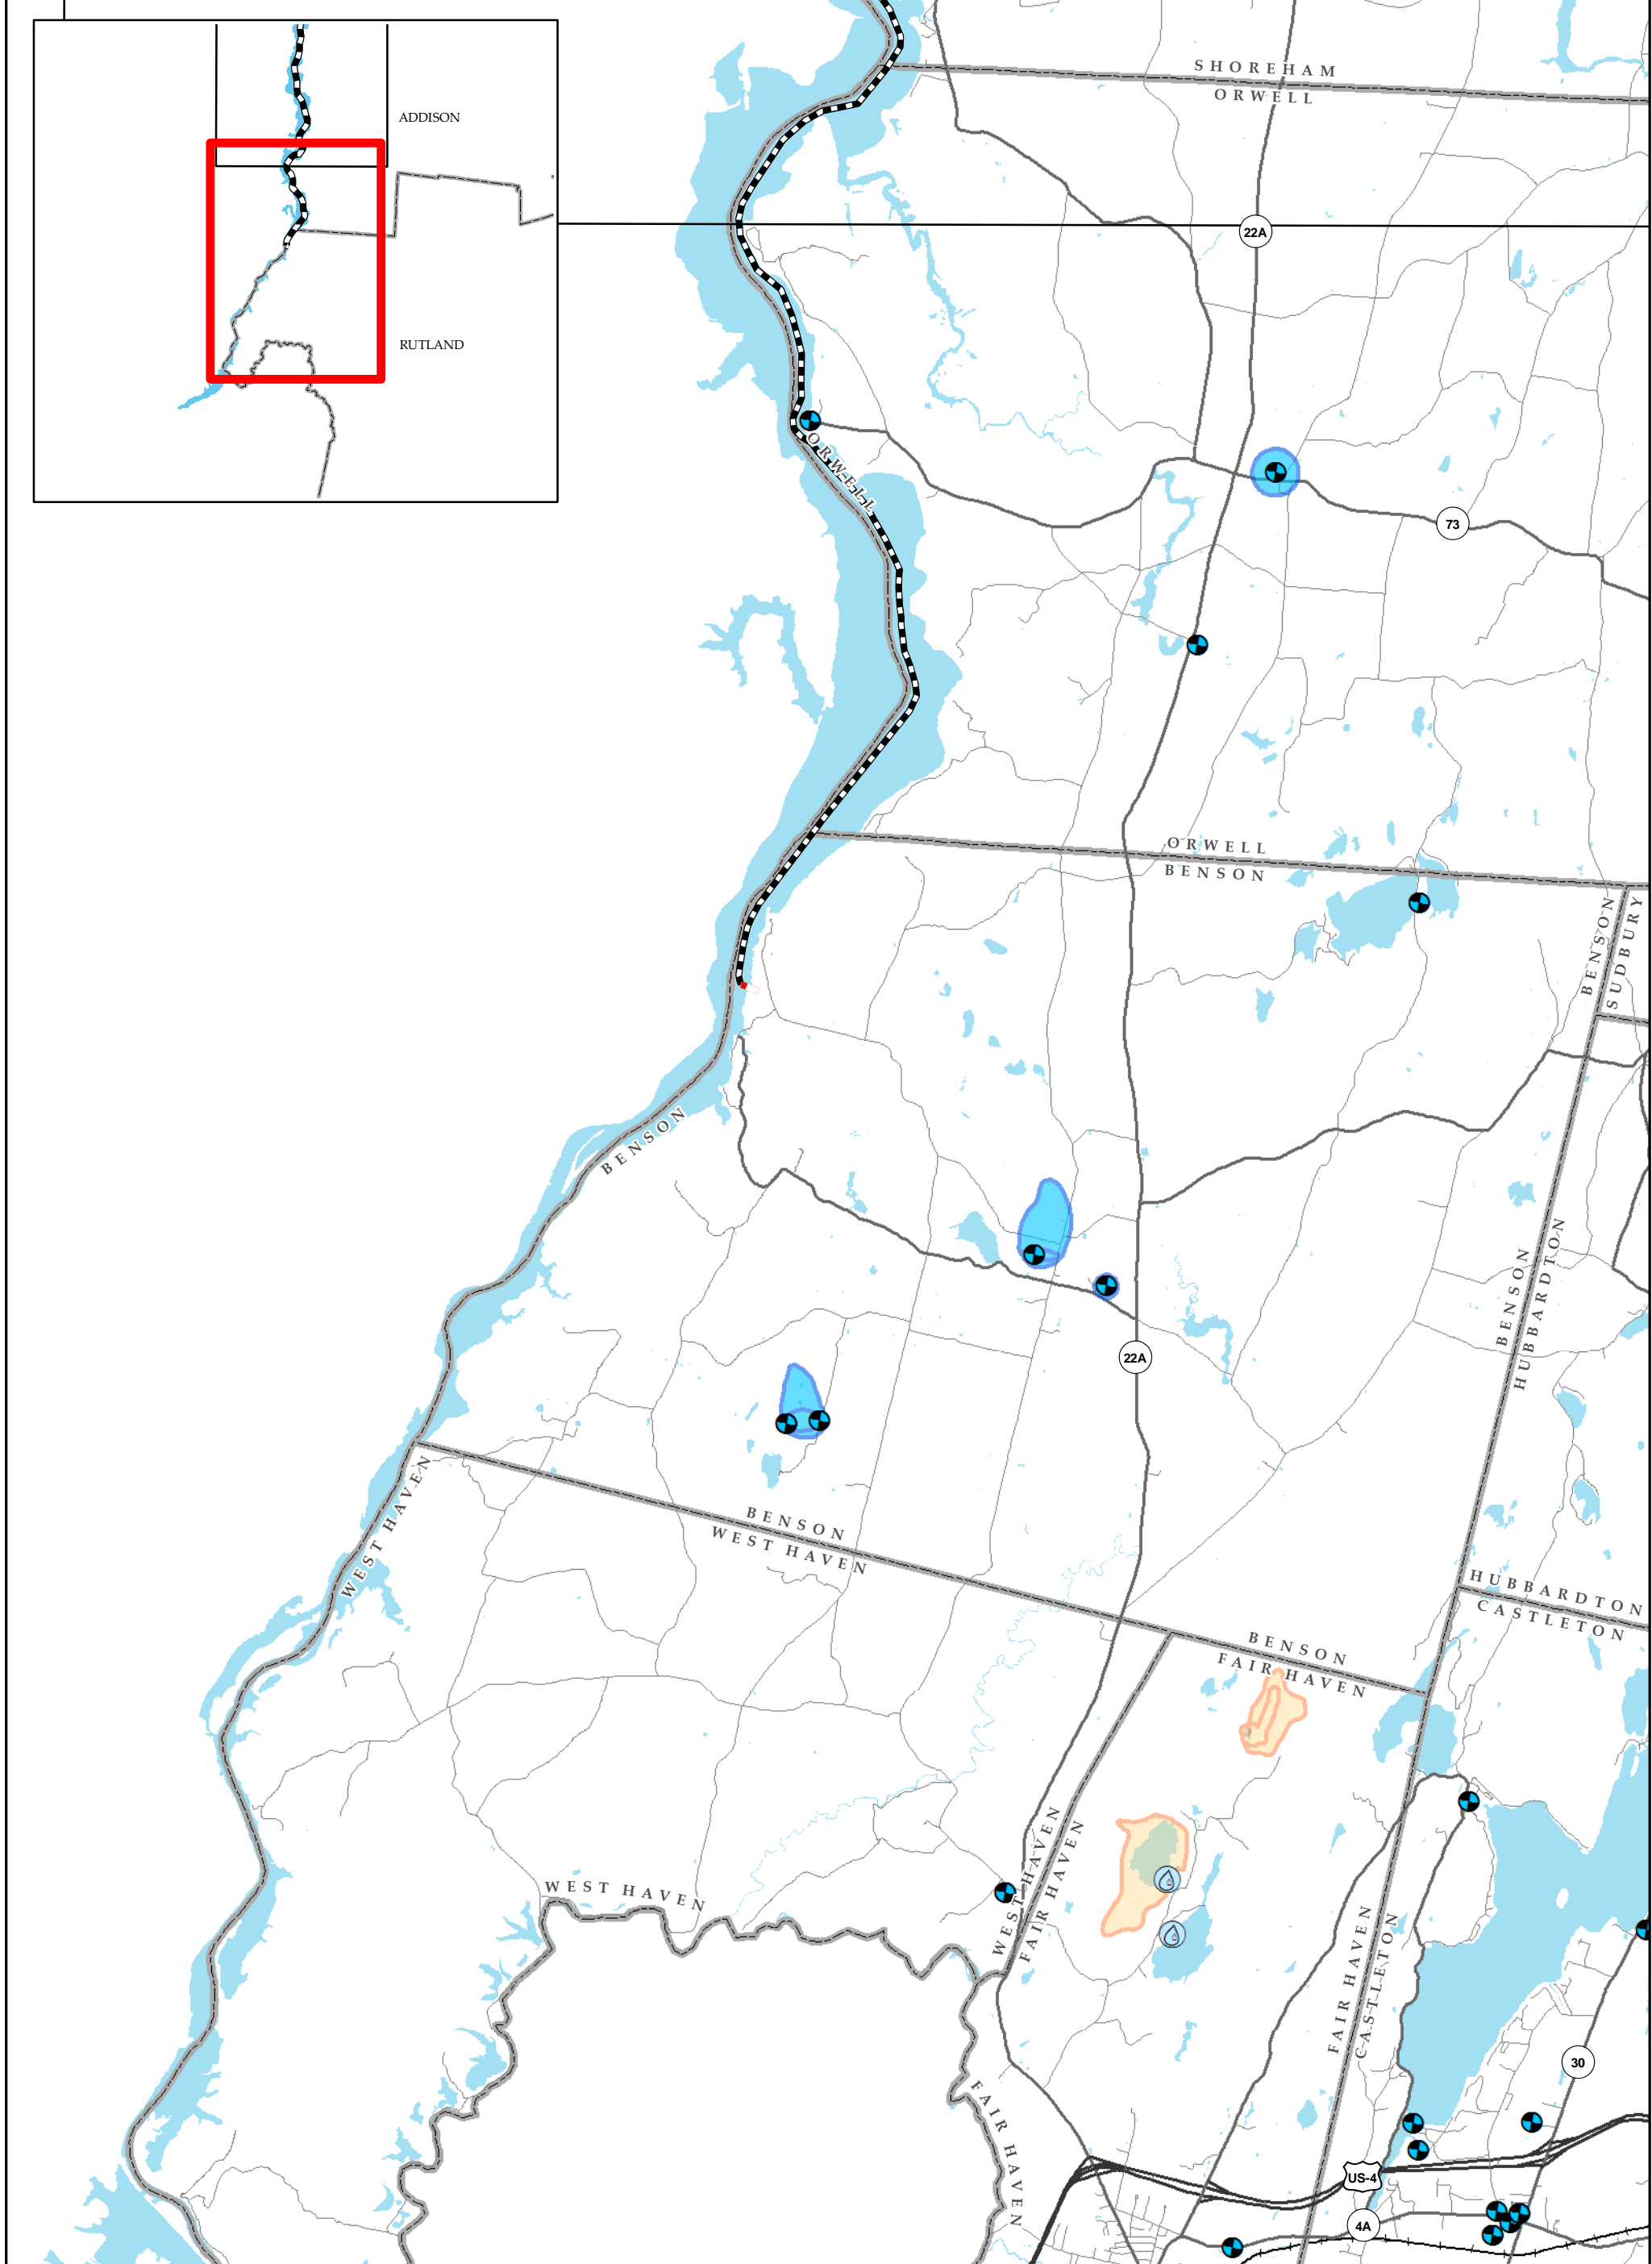 SHOREHAM
ORWELL
ADDISON
22A
RUTLAND
ORWELL
73
ORWELL
BENSON
BENSON
SUDBURY
BENSON
BENSON
HUBBARDTON
22A
WEST HAVEN
BENSON
WEST HAVEN
HUBBARDTON
CASTLETON
BENSON
FAIR HAVEN
WEST HAVEN
FAIR HAVEN
WEST HAVEN
FAIR HAVEN
CASTLETON
30
FAIR HAVEN
US-4
4A